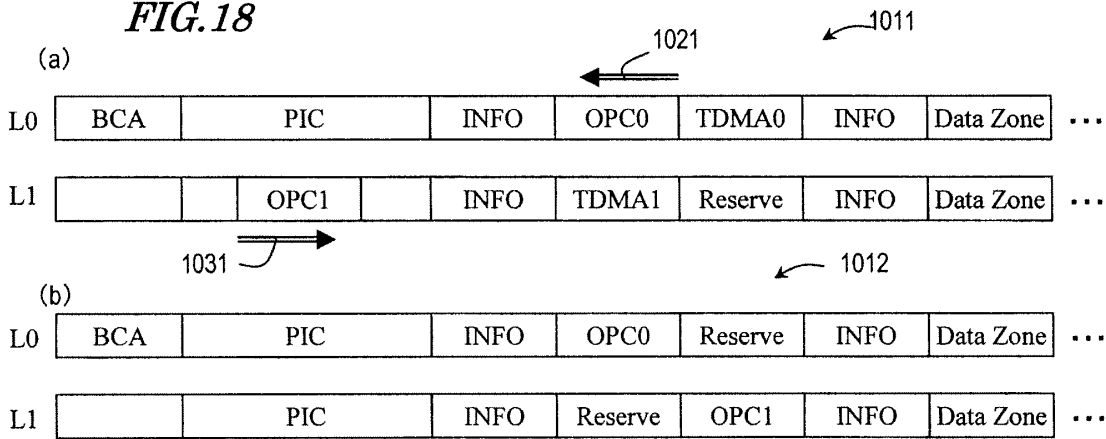 FIG.18
1011
(a)
1021
L0 BCA PIC INFO OPC0 TDMA0 INFO Data Zone ...
L1 OPC1 INFO TDMA1 Reserve INFO Data Zone ...
1031
1012
(b)
L0 BCA PIC INFO OPC0 Reserve INFO Data Zone ...
L1 PIC INFO Reserve OPC1 INFO Data Zone ...